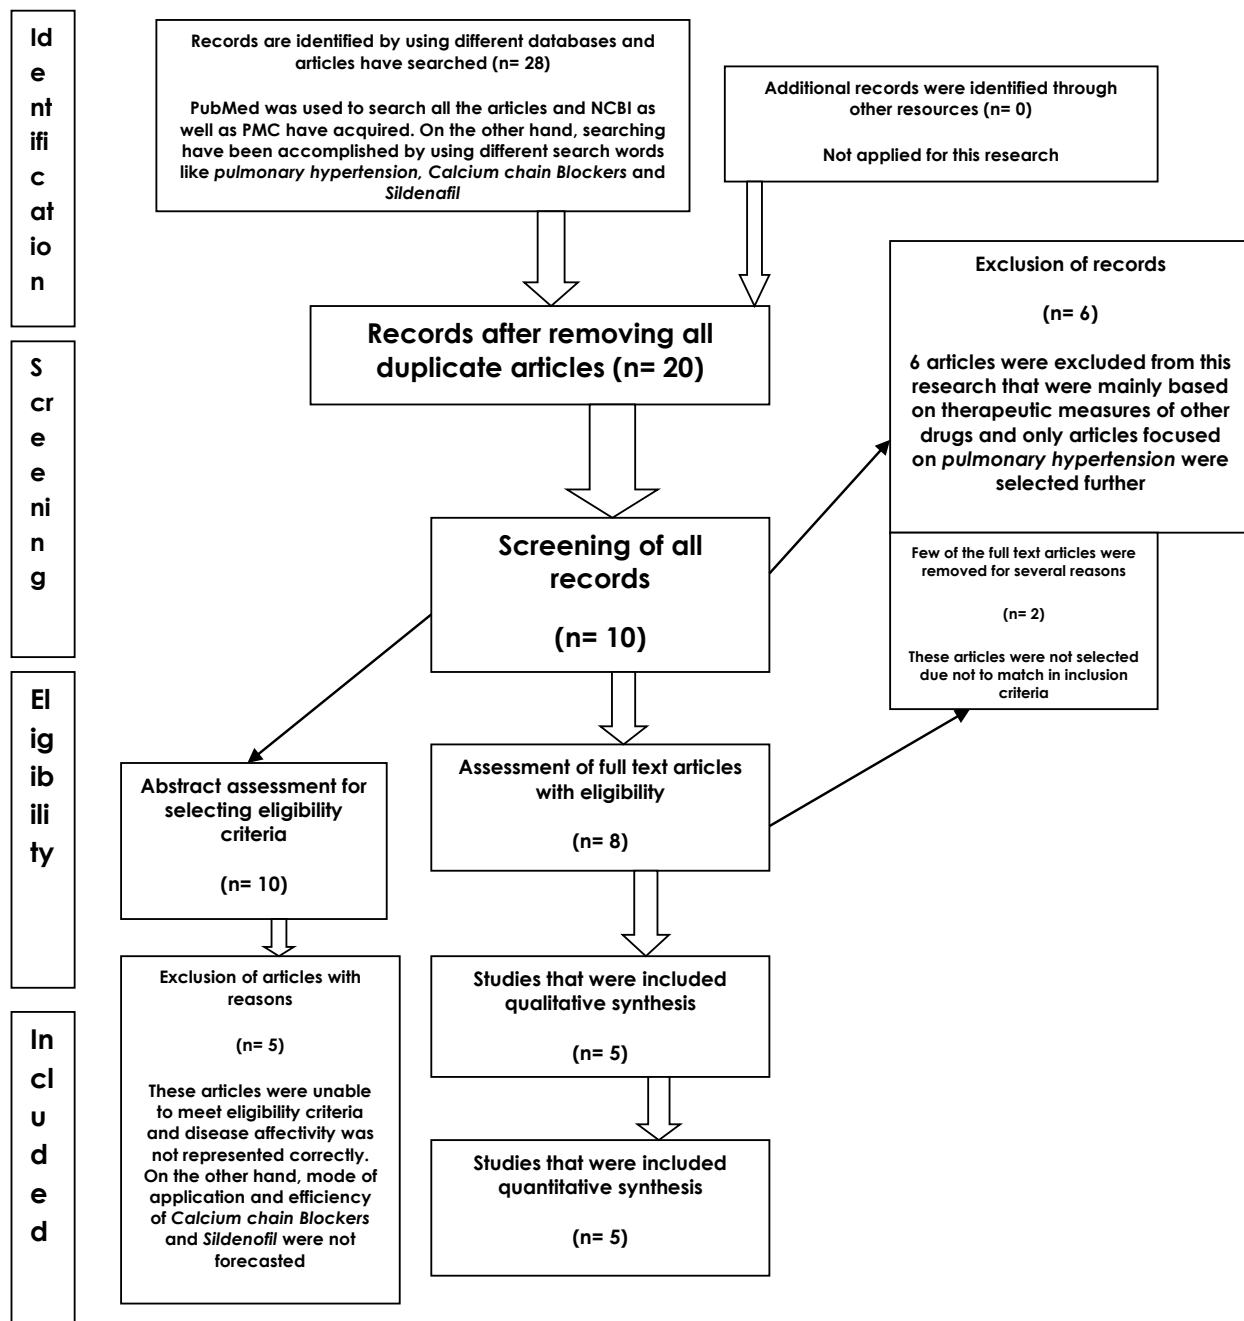 Id
e
nt
ific
at
io
n
Records are identified by using different databases and
articles have searched (n= 28)
PubMed was used to search all the articles and NCBI as
well as PMC have acquired. On the other hand, searching
have been accomplished by using different search words
like pulmonary hypertension, Calcium chain Blockers and
Sildenafil
Additional records were identified through
other resources (n= 0)
Not applied for this research
Records after removing all
duplicate articles (n= 20)
Exclusion of records
(n= 6)
6 articles were excluded from this
research that were mainly based
on therapeutic measures of other
drugs and only articles focused
on pulmonary hypertension were
selected further
S
cr
e
e
ni
n
g
Screening of all
records
(n= 10)
Few of the full text articles were
removed for several reasons
(n= 2)
These articles were not selected
due not to match in inclusion
criteria
El
ig
ib
ili
ty
Abstract assessment for
selecting eligibility
criteria
(n= 10)
Assessment of full text articles
with eligibility
(n= 8)
Exclusion of articles with
reasons
(n= 5)
These articles were unable
to meet eligibility criteria
and disease affectivity was
not represented correctly.
On the other hand, mode of
application and efficiency
of Calcium chain Blockers
and Sildenofil were not
forecasted
Studies that were included
qualitative synthesis
(n= 5)
In
cl
u
d
e
d
Studies that were included
quantitative synthesis
(n= 5)